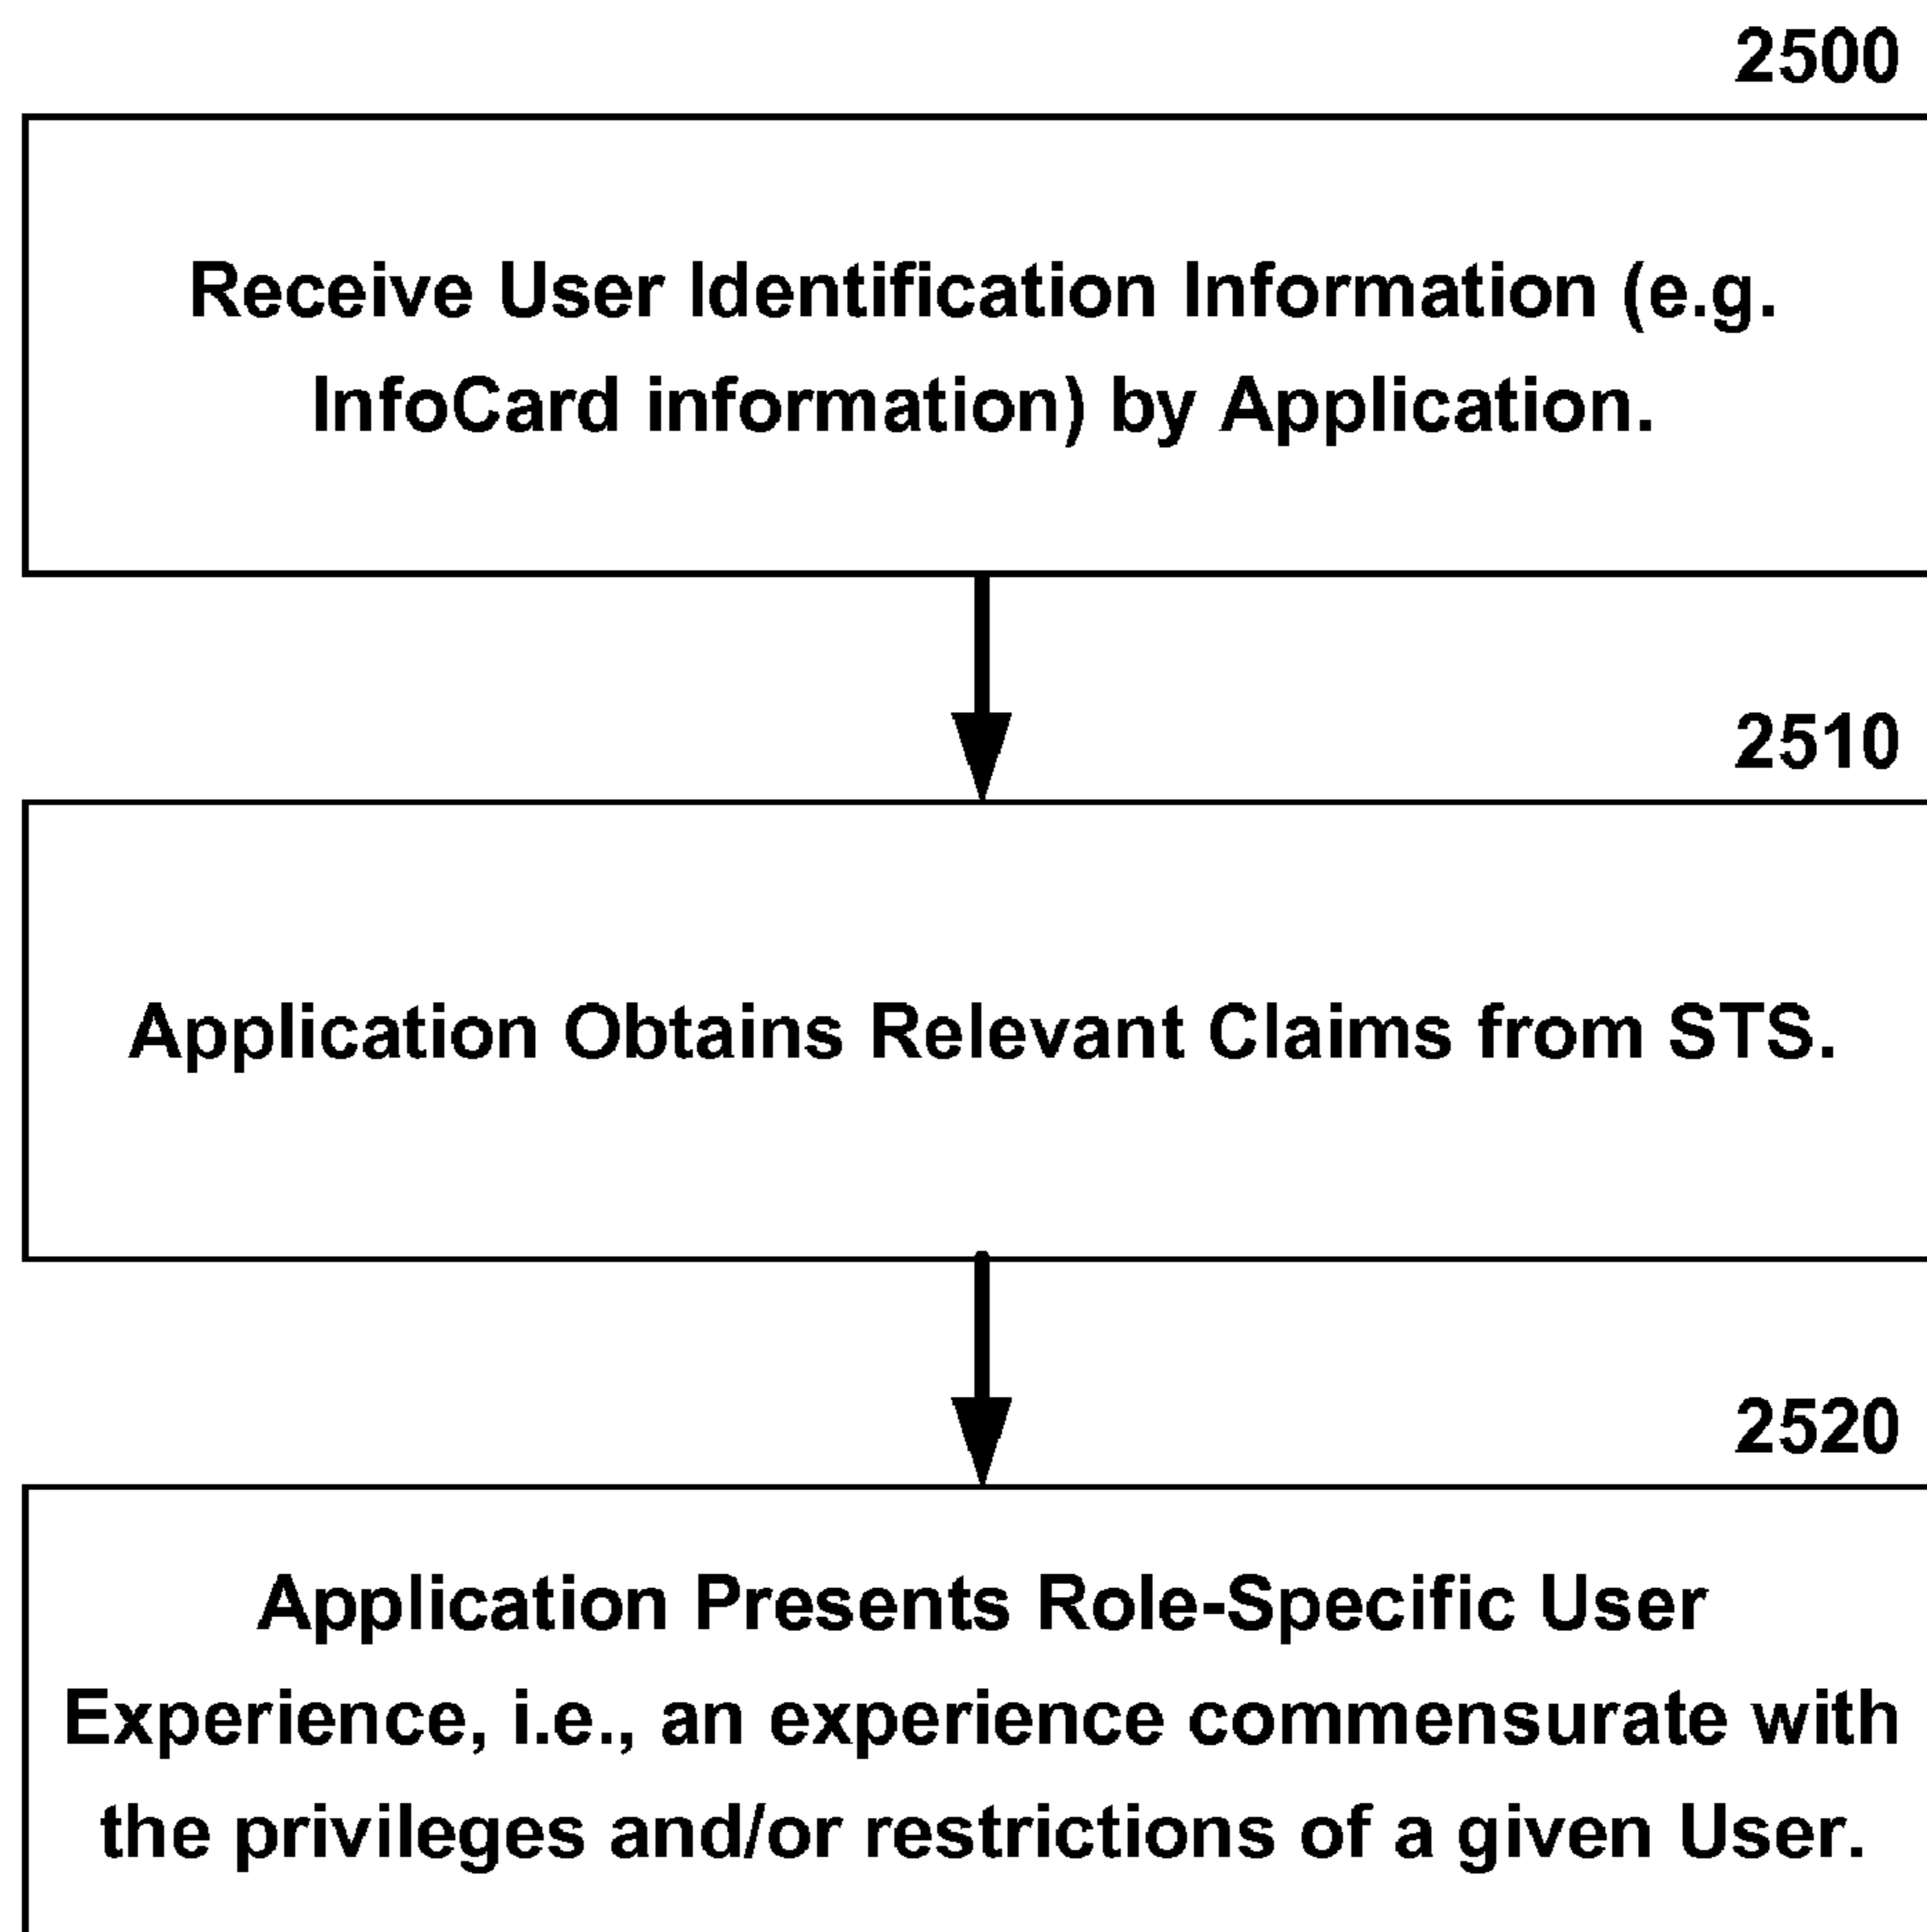 2500
Receive User Identification Information (e.g.
InfoCard information) by Application.
2510
Application Obtains Relevant Claims from STS.
2520
Application Presents Role-Specific User
Experience, i.e., an experience commensurate with
the privileges and/or restrictions of a given User.